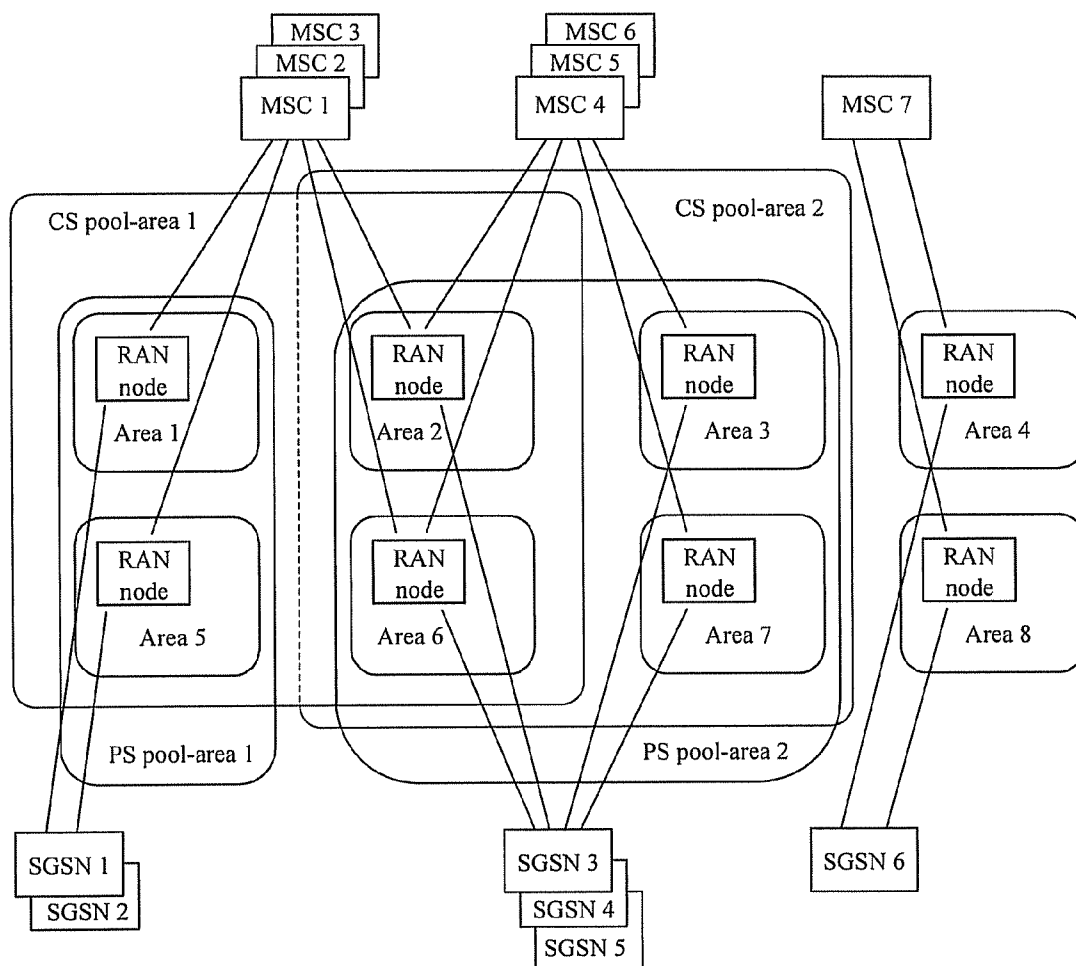 MSC 3
MSC 6
MSC 2
MSC 5
MSC 1
MSC 4
MSC 7
CS pool-area 1
CS pool-area 2
RAN
node
Area 1
RAN
node
Area 2
RAN
node
Area 3
RAN
node
Area 4
RAN
node
Area 5
RAN
node
Area 6
RAN
node
Area 7
RAN
node
Area 8
PS pool-area 1
PS pool-area 2
SGSN 1
SGSN 3
SGSN 6
SGSN 2
SGSN 4
SGSN 5